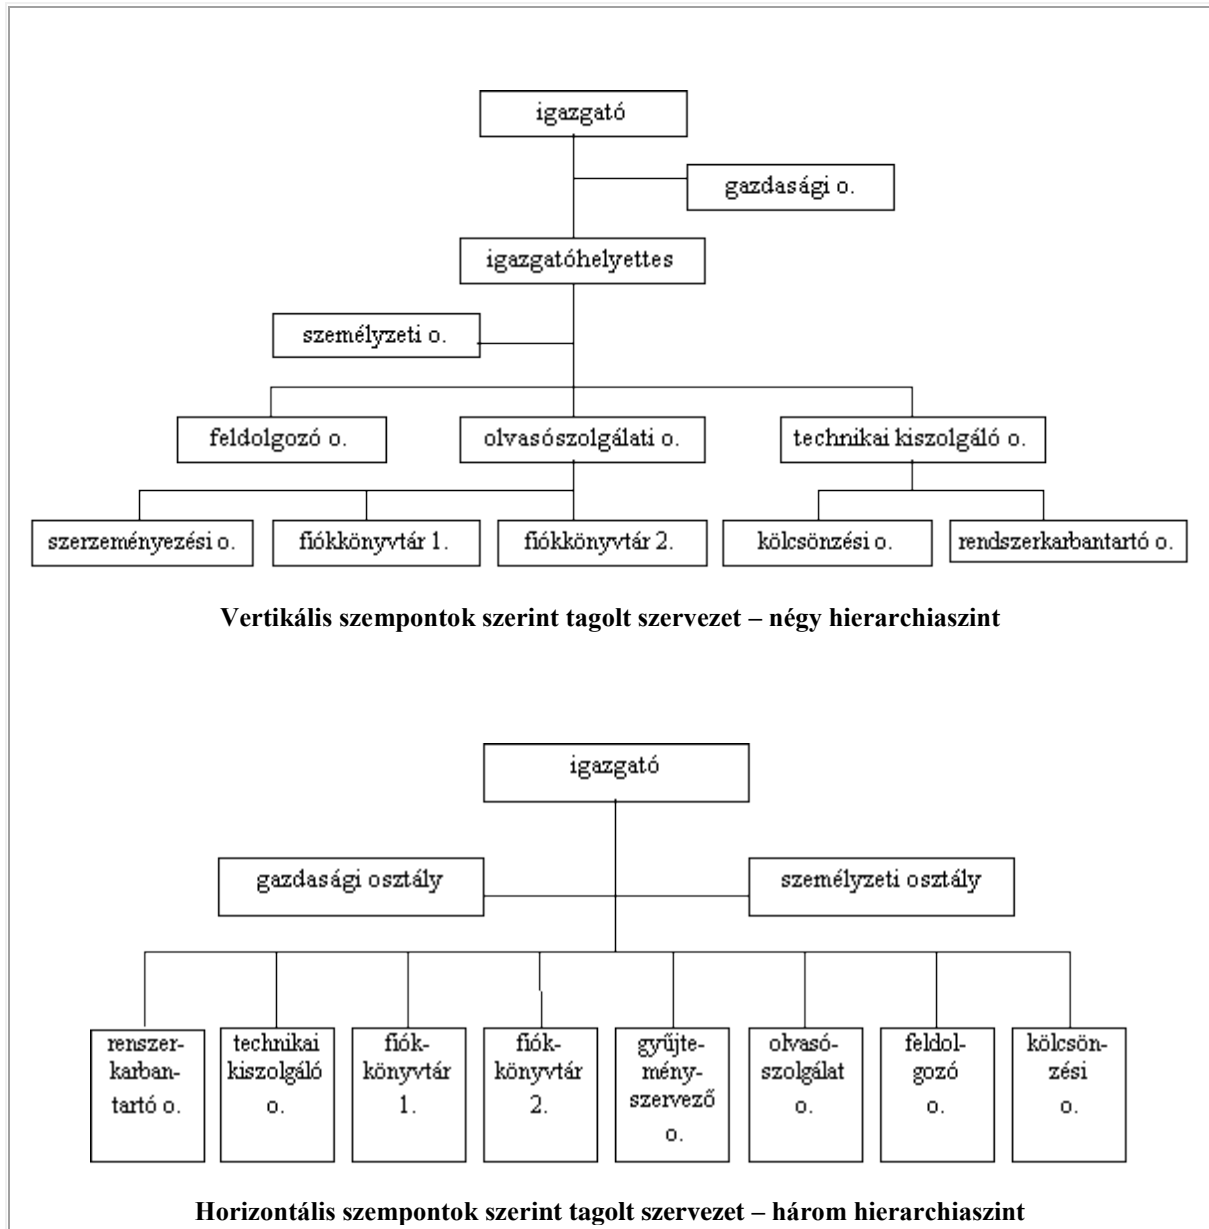 igazgató
gazdasági o.
igazgatóhelyettes
személyzeti o.
feldolgozó o.
olvasószolgálati o.
technikai kiszolgáló o.
szerzeményezési o.
fiókkönyvtár 1.
fiókkönyvtár 2.
kölcsönzési o.
rendszerkarbantartó o.
Vertikális szempontok szerint tagolt szervezet – négy hierarchiaszint
igazgató
gazdasági osztály
személyzeti osztály
renszer-
karban-
tartó o.
technikai
kiszolgáló
o.
fiók-
könyvtár
1.
fiók-
könyvtár
2.
gyűjte-
mény-
szervező
o.
olvasó-
szolgálat
o.
feldol-
gozó
o.
kölcsön-
zési
o.
Horizontális szempontok szerint tagolt szervezet – három hierarchiaszint